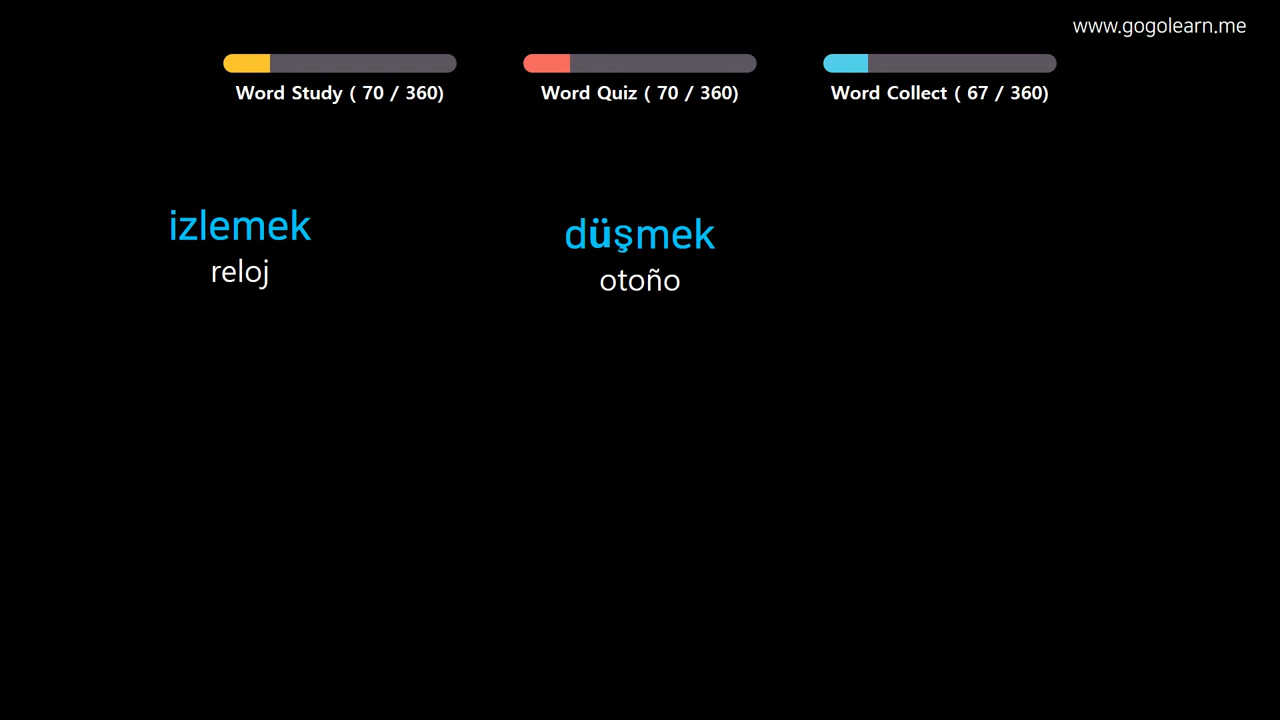 www.gogolearn.me
Word Study ( 70 / 360)
Word Quiz ( 70 / 360)
Word Collect ( 67 / 360)
izlemek
reloj
düşmek
otoño